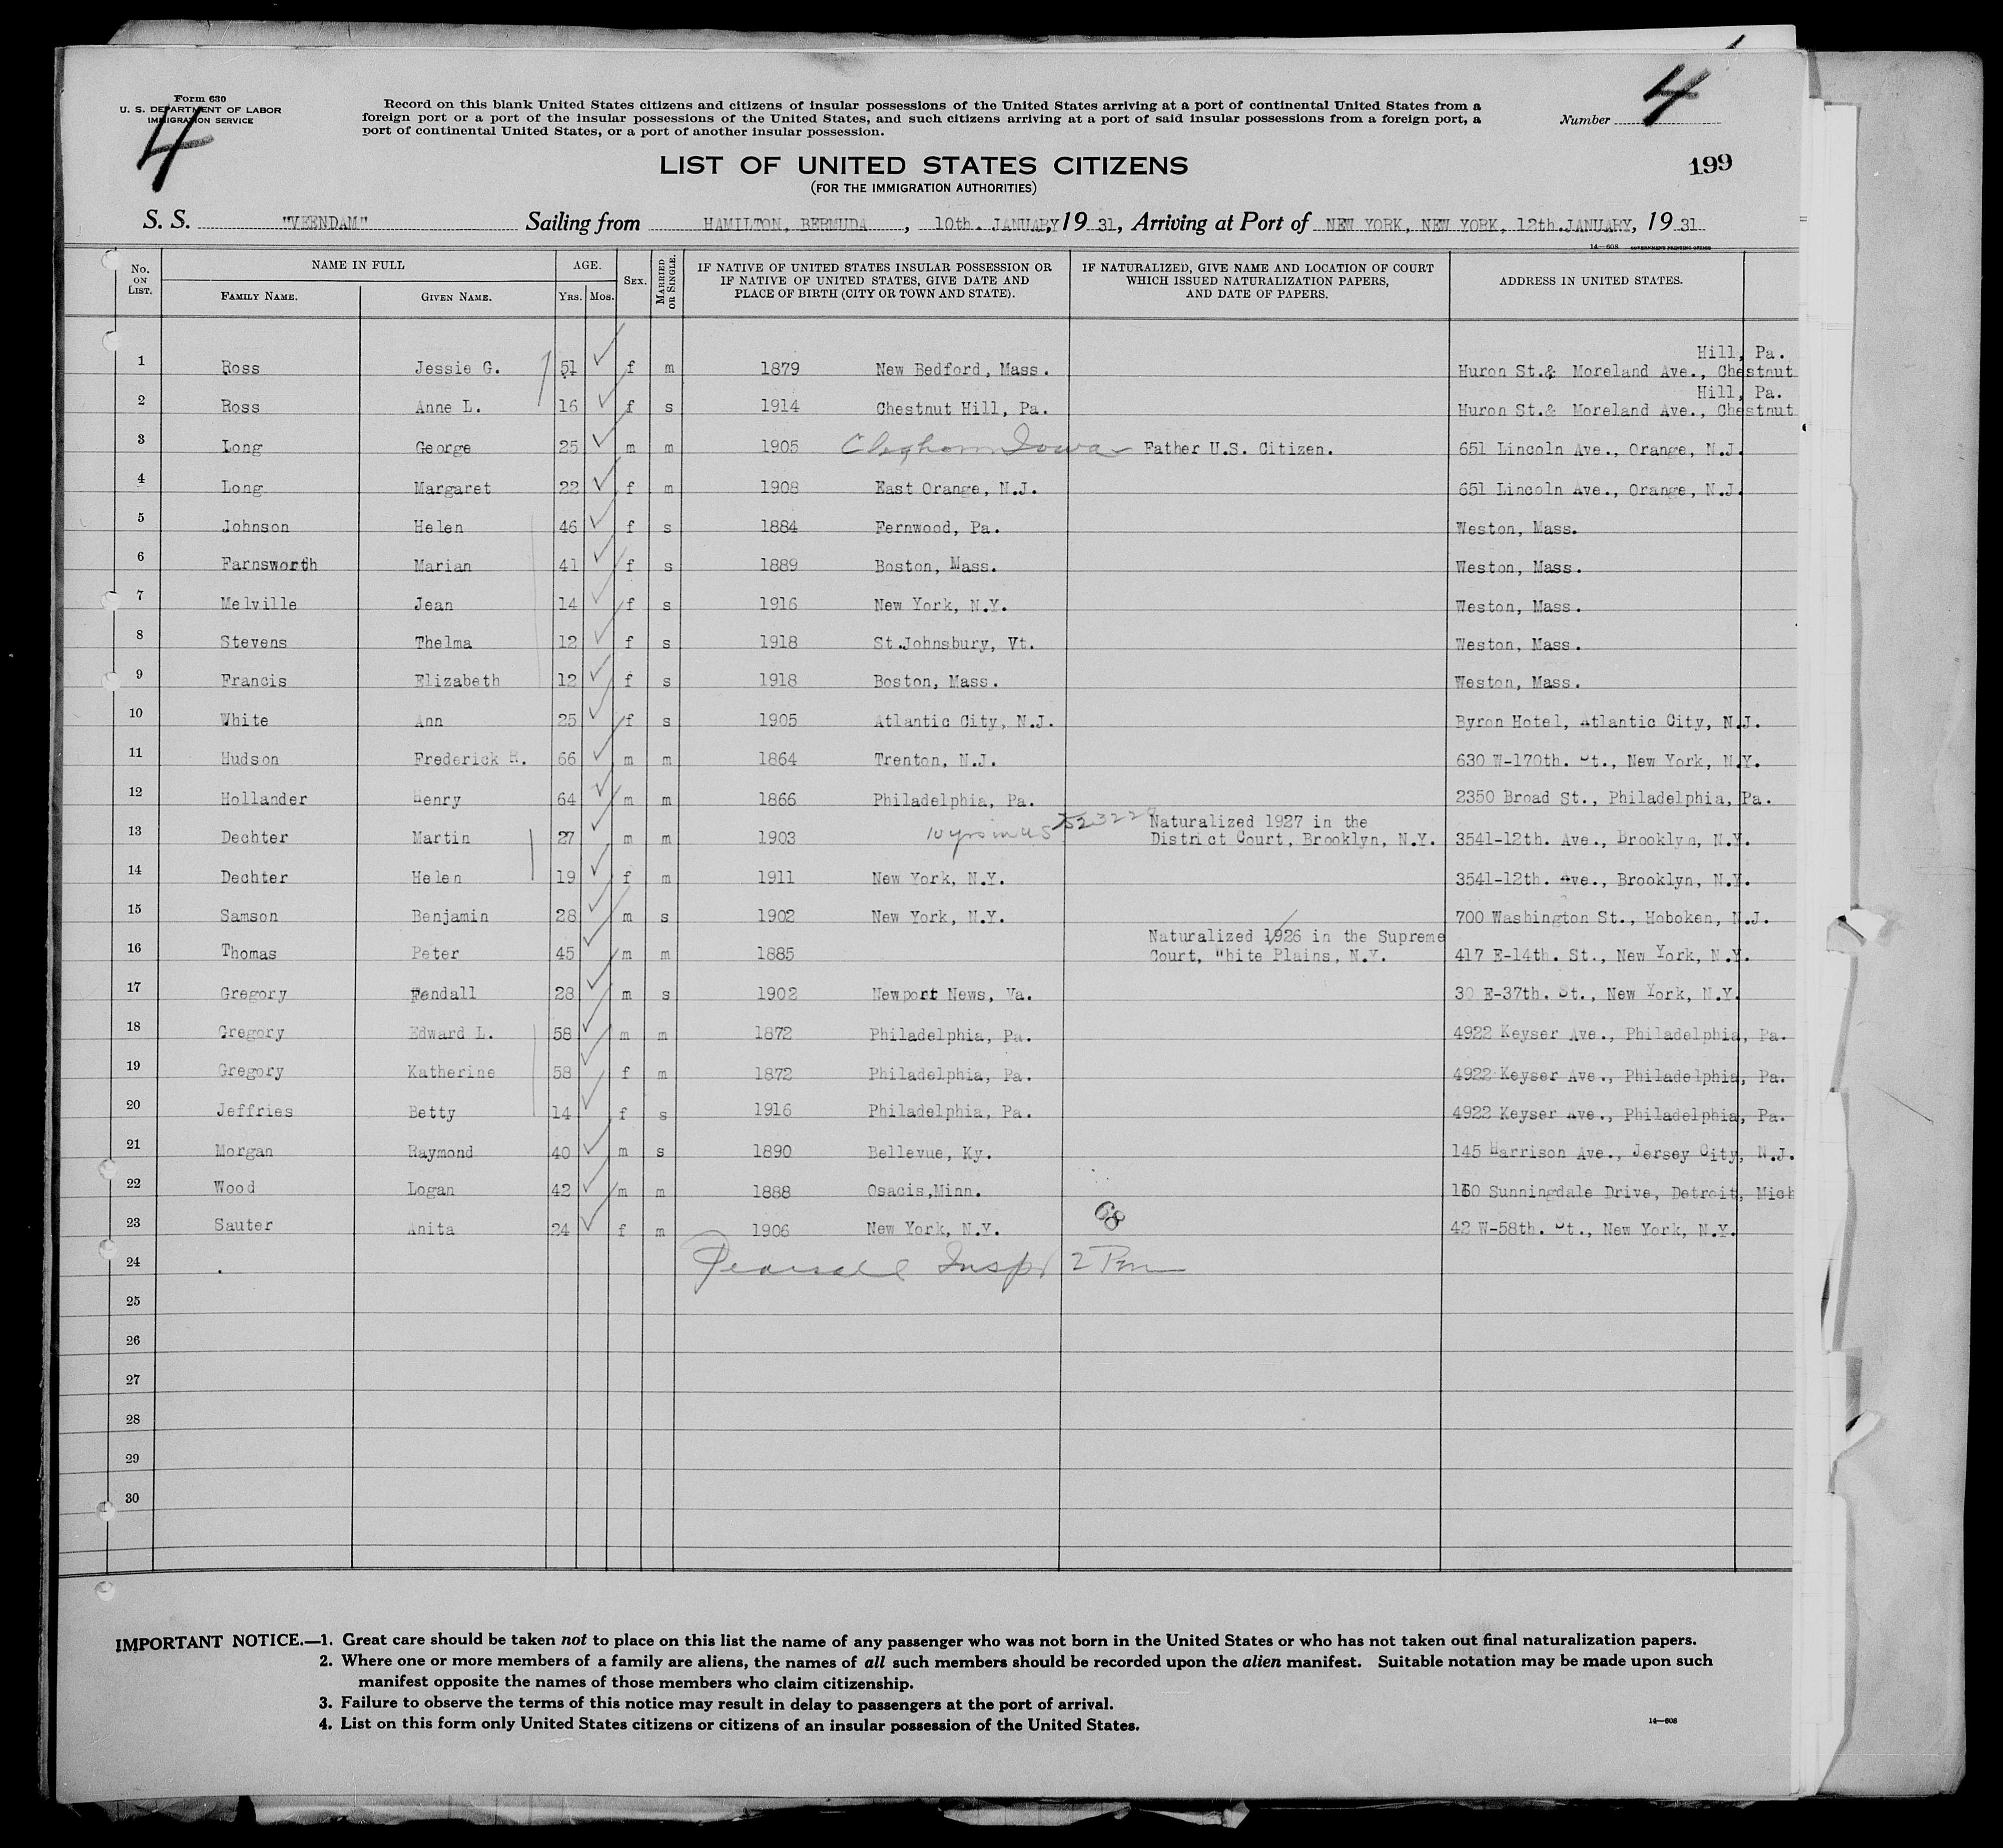 4
4
Form 630
U. S. DEPARTMENT OF LABOR
IMMIGRATION SERVICE
Record on this blank United States citizens and citizens of insular possessions of the United States arriving at a port of continental United States from a
foreign port or a port of the insular possessions of the United States, and such citizens arriving at a port of said insular possessions from a foreign port, a
port of continental United States, or a port of another insular possession.
Number
LIST OF UNITED STATES CITIZENS
(FOR THE IMMIGRATION AUTHORITIES)
199
S. S. "VEENDAM" Sailing from HAMILTON, BERMUDA, 10th. JANUARY, 1931, Arriving at Port of NEW YORK, NEW YORK, 12th.JANUARY, 1931
14—608 GOVERNMENT PRINTING OFFICE
No. ON LIST. NAME IN FULL AGE. SEX. MARRIED OR SINGLE. IF NATIVE OF UNITED STATES INSULAR POSSESSION OR IF NATIVE OF UNITED STATES, GIVE DATE AND PLACE OF BIRTH (CITY OR TOWN AND STATE). IF NATURALIZED, GIVE NAME AND LOCATION OF COURT WHICH ISSUED NATURALIZATION PAPERS, AND DATE OF PAPERS. ADDRESS IN UNITED STATES.
FAMILY NAME. GIVEN NAME. YRS. MOS.
Hill, Pa.
1 Ross Jessie G. 51 f m 1879 New Bedford, Mass. Huron St.& Moreland Ave., Chestnut
Hill, Pa.
2 Ross Anne L. 16 f s 1914 Chestnut Hill, Pa. Huron St.& Moreland Ave., Chestnut
3 Long George 25 m m 1905 Cleghorn Iowa Father U.S. Citizen. 651 Lincoln Ave., Orange, N.J.
4 Long Margaret 22 f m 1908 East Orange, N.J. 651 Lincoln Ave., Orange, N.J.
5 Johnson Helen 46 f s 1884 Fernwood, Pa. Weston, Mass.
6 Farnsworth Marian 41 f s 1889 Boston, Mass. Weston, Mass.
7 Melville Jean 14 f s 1916 New York, N.Y. Weston, Mass.
8 Stevens Thelma 12 f s 1918 St.Johnsbury, Vt. Weston, Mass.
9 Francis Elizabeth 12 f s 1918 Boston, Mass. Weston, Mass.
10 White Ann 25 f s 1905 Atlantic City, N.J. Byron Hotel, Atlantic City, N.J.
11 Hudson Frederick R. 66 m m 1864 Trenton, N.J. 630 W-170th. St., New York, N.Y.
12 Hollander Henry 64 m m 1866 Philadelphia, Pa. 2350 Broad St., Philadelphia, Pa.
Naturalized 1927 in the
13 Dechter Martin 27 m m 1903 10 yrs in US District Court, Brooklyn, N.Y. 3541-12th. Ave., Brooklyn, N.Y.
14 Dechter Helen 19 f m 1911 New York, N.Y. 3541-12th. Ave., Brooklyn, N.Y.
15 Samson Benjamin 28 m s 1902 New York, N.Y. 700 Washington St., Hoboken, N.J.
Naturalized 1926 in the Supreme
16 Thomas Peter 45 m m 1885 Court, White Plains, N.Y. 417 E-14th. St., New York, N.Y.
17 Gregory Fendall 28 m s 1902 Newport News, Va. 30 E-37th. St., New York, N.Y.
18 Gregory Edward L. 58 m m 1872 Philadelphia, Pa. 4922 Keyser Ave., Philadelphia, Pa.
19 Gregory Katherine 58 f m 1872 Philadelphia, Pa. 4922 Keyser Ave., Philadelphia, Pa.
20 Jeffries Betty 14 f s 1916 Philadelphia, Pa. 4922 Keyser Ave., Philadelphia, Pa.
21 Morgan Raymond 40 m s 1890 Bellevue, Ky. 145 Harrison Ave., Jersey City, N.J.
22 Wood Logan 42 m m 1888 Osacis,Minn. 160 Sunningdale Drive, Detroit, Mich
23 Sauter Anita 24 f m 1906 New York, N.Y. 42 W-58th. St., New York, N.Y.
68
24 Inspr 2 Pm
25
26
27
28
29
30
IMPORTANT NOTICE.—1. Great care should be taken not to place on this list the name of any passenger who was not born in the United States or who has not taken out final naturalization papers.
2. Where one or more members of a family are aliens, the names of all such members should be recorded upon the alien manifest. Suitable notation may be made upon such
manifest opposite the names of those members who claim citizenship.
3. Failure to observe the terms of this notice may result in delay to passengers at the port of arrival.
4. List on this form only United States citizens or citizens of an insular possession of the United States.
14—608